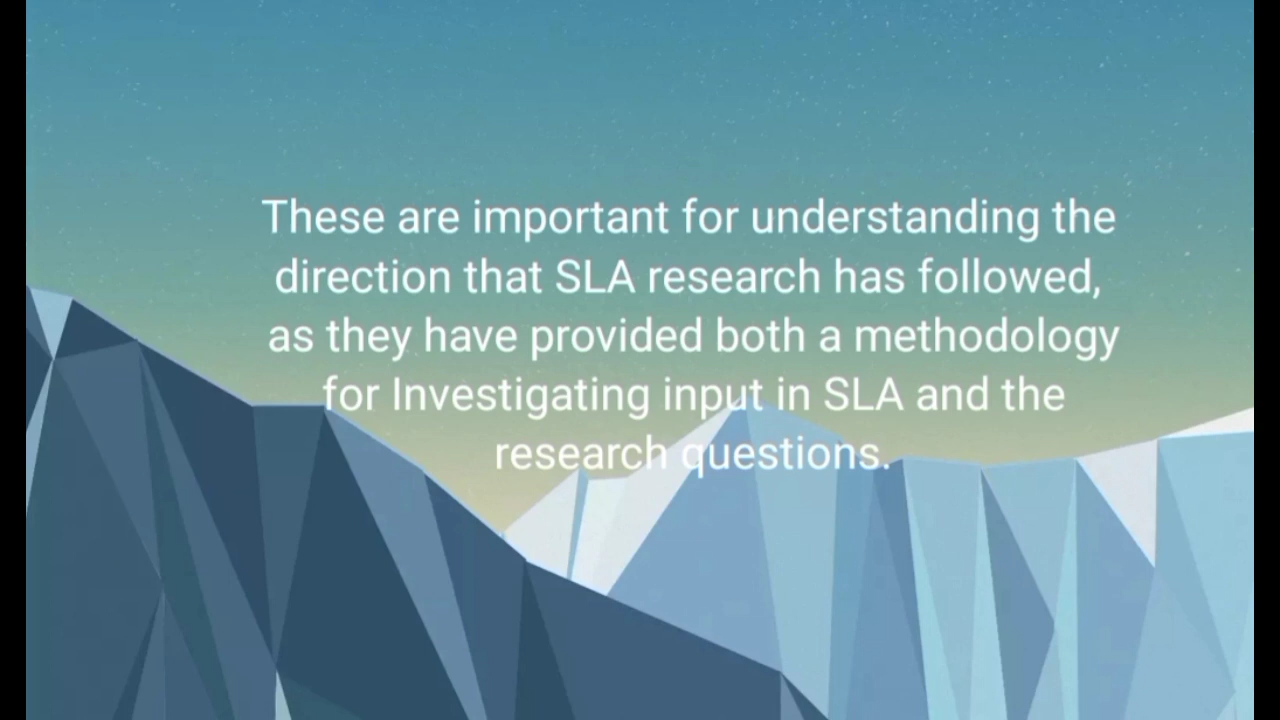 These are important for understanding the
direction that SLA research has followed,
as they have provided both a methodology
for Investigating input in SLA and the
research questions.